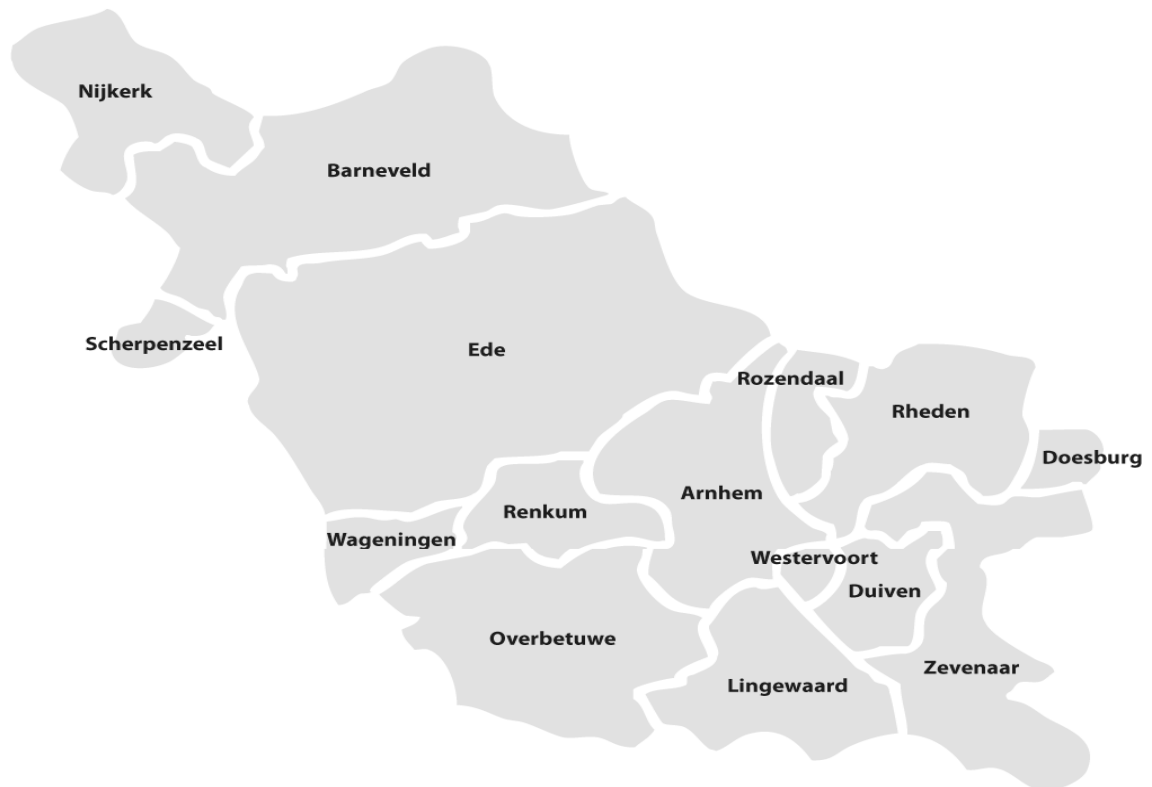 Nijkerk
Barneveld
Scherpenzeel
Ede
Rozendaal
Rheden
Doesburg
Arnhem
Renkum
Wageningen
Westervoort
Duiven
Overbetuwe
Zevenaar
Lingewaard